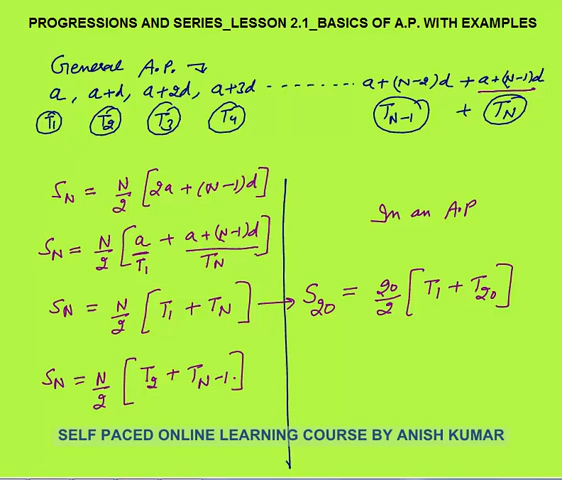 PROGRESSIONS AND SERIES_LESSON 2.1_BASICS OF A.P. WITH EXAMPLES
General A.P. →
a, a+d, a+2d, a+3d ------- a+(N-2)d + a+(N-1)d
T1 T2 T3 T4 TN-1 + TN
SN = N/2 [2a+(N-1)d]
SN = N/2 [a/T1 + a+(N-1)d/TN]
SN = N/2 [T1 + TN] →
SN = N/2 [T2 + TN-1.]
In an A.P
S20 = 20/2 [T1 + T20]
SELF PACED ONLINE LEARNING COURSE BY ANISH KUMAR